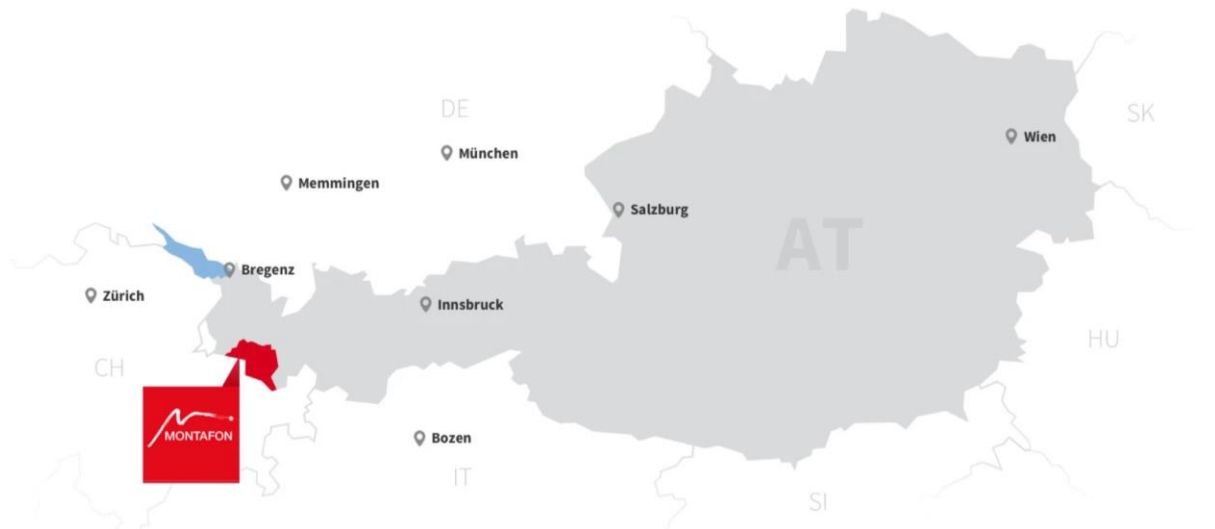 DE
SK
Wien
München
Memmingen
Salzburg
AT
Bregenz
Zürich
Innsbruck
HU
CH
MONTAFON
Bozen
IT
SI